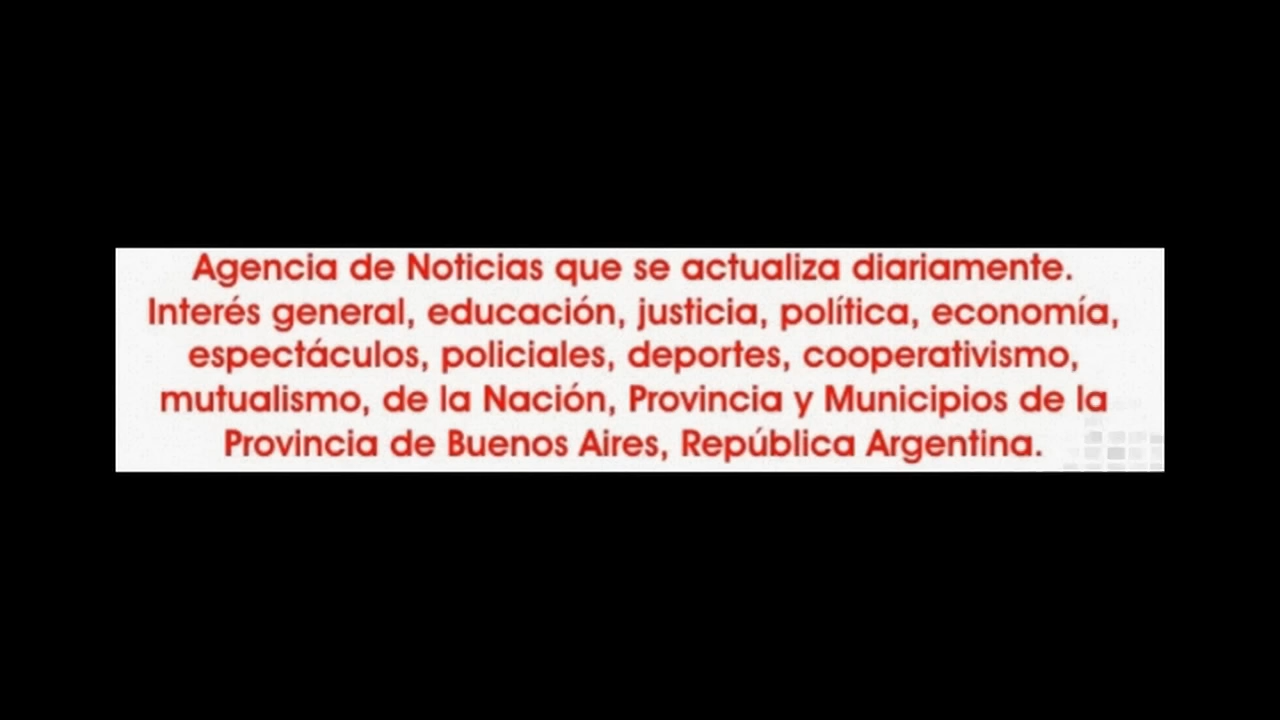 Agencia de Noticias que se actualiza diariamente.
Interés general, educación, justicia, política, economía,
espectáculos, policiales, deportes, cooperativismo,
mutualismo, de la Nación, Provincia y Municipios de la
Provincia de Buenos Aires, República Argentina.